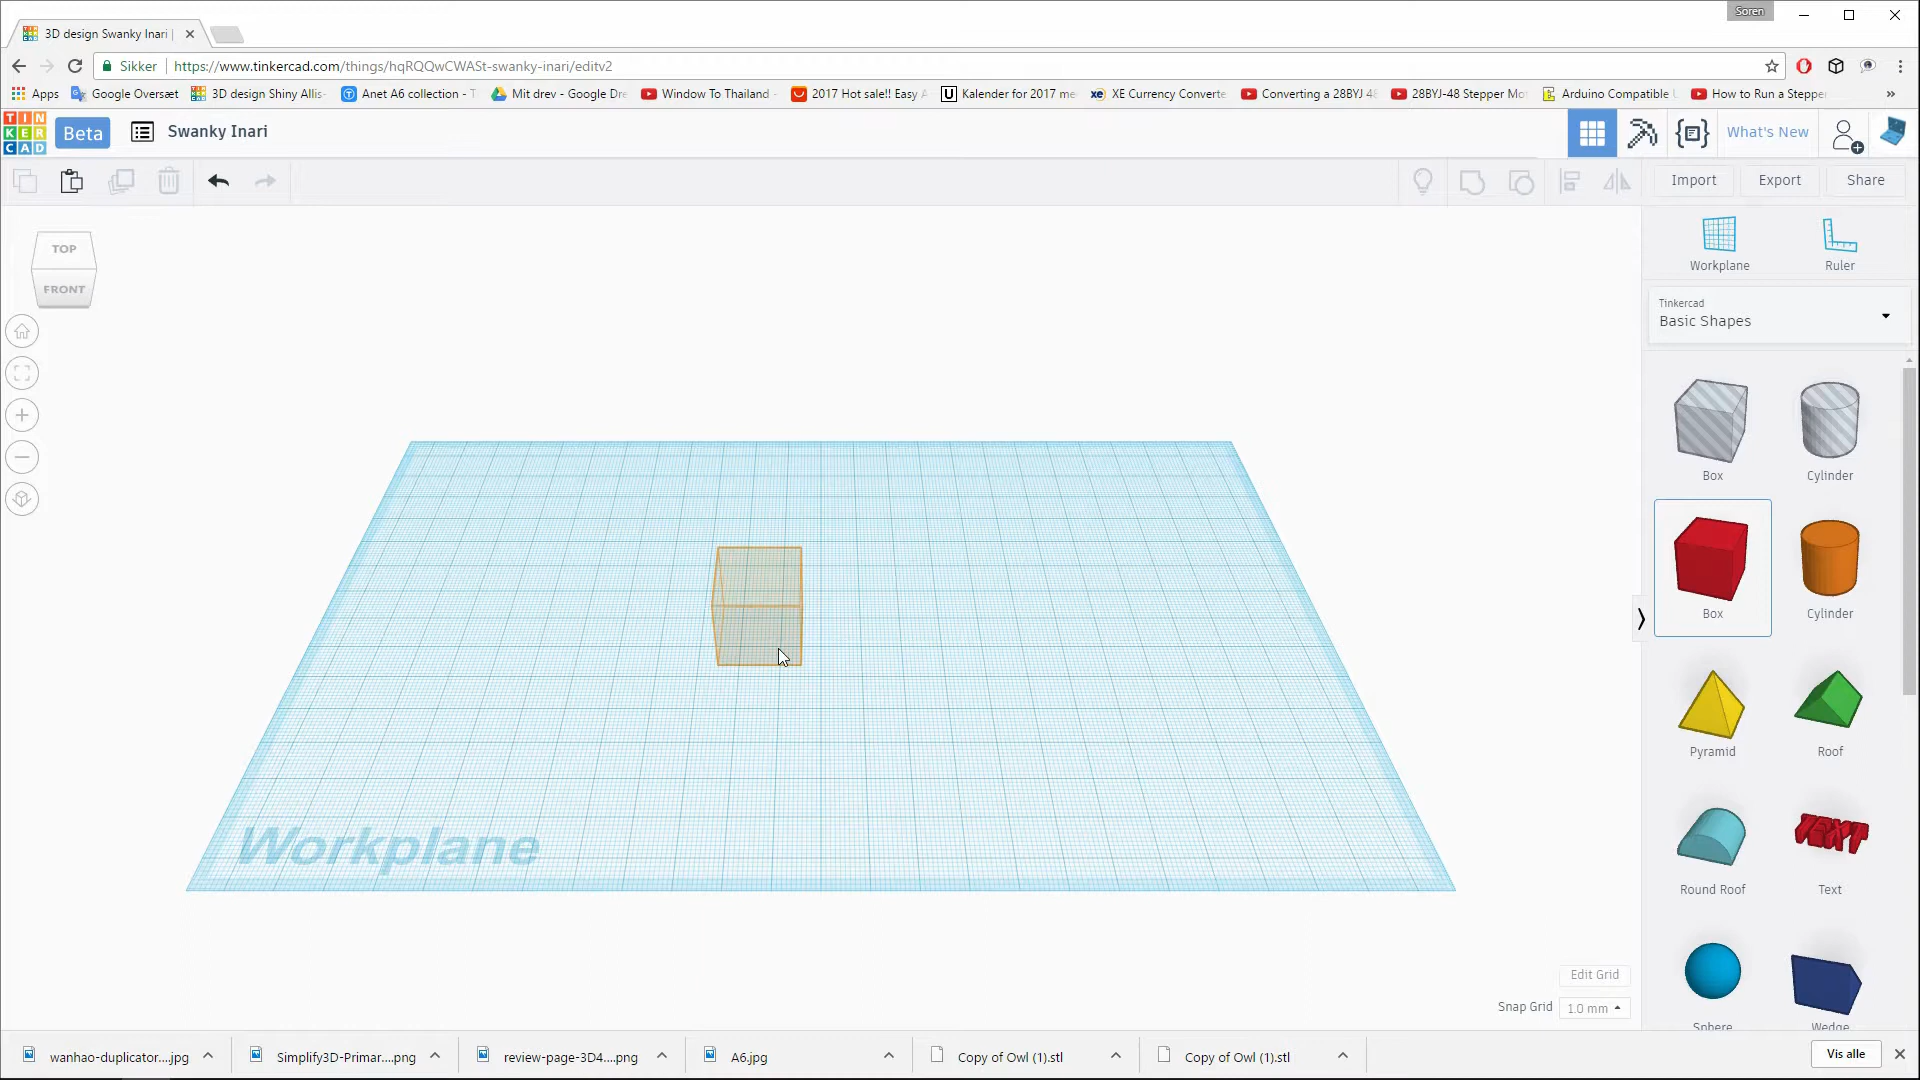 Soren
3D design Swanky Inari |
Sikker https://www.tinkercad.com/things/hqRQQwCWASt-swanky-inari/editv2
Apps Google Oversæt 3D design Shiny Allis Anet A6 collection - T Mit drev - Google Dr Window To Thailand 2017 Hot sale!! Easy A Kalender for 2017 me XE Currency Converte Converting a 28BYJ 48 28BYJ-48 Stepper Mo Arduino Compatible How to Run a Stepper »
TIN
KER
CAD
Beta Swanky Inari What's New
Import Export Share
TOP
FRONT
Workplane Ruler
Tinkercad
Basic Shapes
Box Cylinder
Box Cylinder
Pyramid Roof
TEXT
Round Roof Text
Sphere Wedge
Workplane
Edit Grid
Snap Grid 1.0 mm
wanhao-duplicator....jpg Simplify3D-Primar....png review-page-3D4....png A6.jpg Copy of Owl (1).stl Copy of Owl (1).stl Vis alle